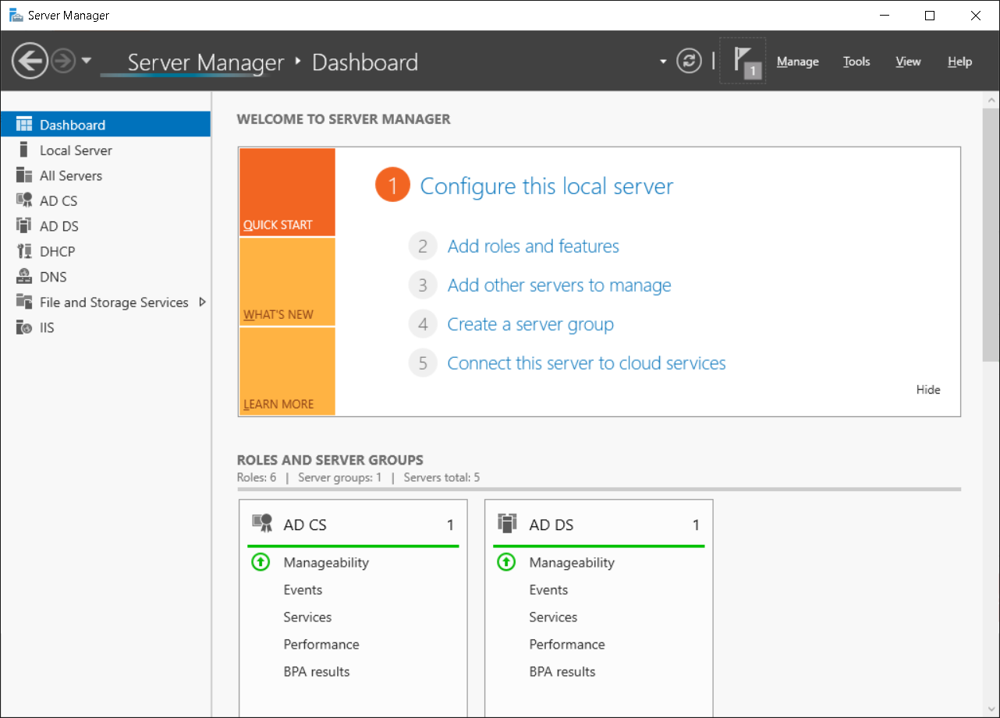 Server Manager
Server Manager ‣ Dashboard
1
Manage
Tools
View
Help
Dashboard
Local Server
All Servers
AD CS
AD DS
DHCP
DNS
File and Storage Services
IIS
WELCOME TO SERVER MANAGER
QUICK START
WHAT'S NEW
LEARN MORE
1 Configure this local server
2 Add roles and features
3 Add other servers to manage
4 Create a server group
5 Connect this server to cloud services
Hide
ROLES AND SERVER GROUPS
Roles: 6 | Server groups: 1 | Servers total: 5
AD CS 1
Manageability
Events
Services
Performance
BPA results
AD DS 1
Manageability
Events
Services
Performance
BPA results